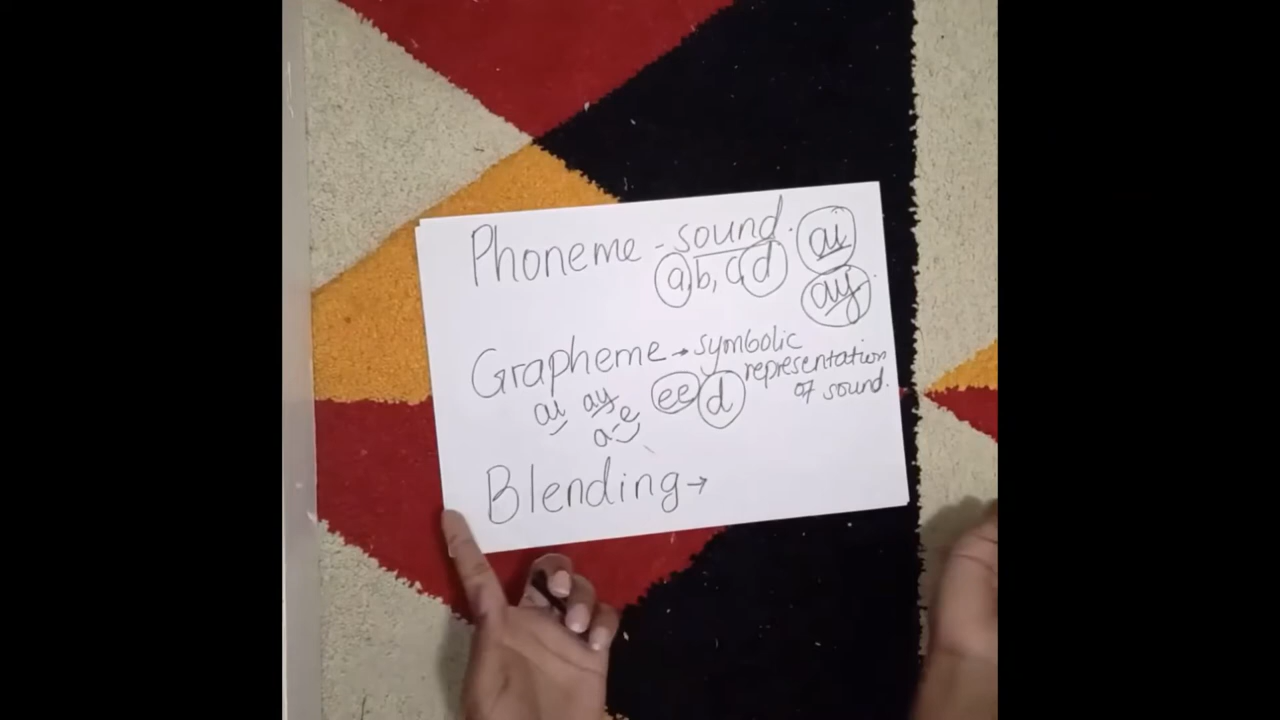 Phoneme - sound. ai
a, b, c, d ay
Grapheme → symbolic
representation
of sound.
ai ay ee d
a-e
Blending →